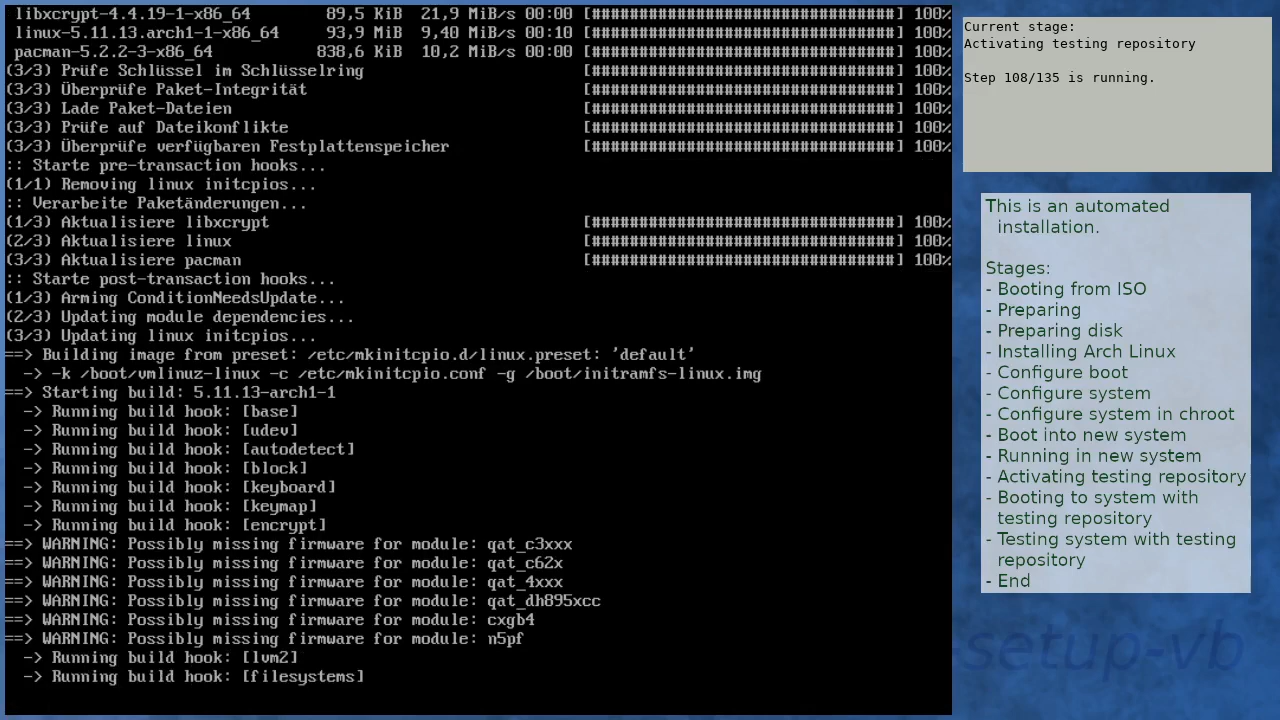 libxcrypt-4.4.19-1-x86_64 89,5 KiB 21,9 MiB/s 00:00 [################################] 100%
linux-5.11.13.arch1-1-x86_64 93,9 MiB 9,40 MiB/s 00:10 [################################] 100%
pacman-5.2.2-3-x86_64 838,6 KiB 10,2 MiB/s 00:00 [################################] 100%
(3/3) Prüfe Schlüssel im Schlüsselring [################################] 100%
(3/3) Überprüfe Paket-Integrität [################################] 100%
(3/3) Lade Paket-Dateien [################################] 100%
(3/3) Prüfe auf Dateikonflikte [################################] 100%
(3/3) Überprüfe verfügbaren Festplattenspeicher [################################] 100%
:: Starte pre-transaction hooks...
(1/1) Removing linux initcpios...
:: Verarbeite Paketänderungen...
(1/3) Aktualisiere libxcrypt [################################] 100%
(2/3) Aktualisiere linux [################################] 100%
(3/3) Aktualisiere pacman [################################] 100%
:: Starte post-transaction hooks...
(1/3) Arming ConditionNeedsUpdate...
(2/3) Updating module dependencies...
(3/3) Updating linux initcpios...
==> Building image from preset: /etc/mkinitcpio.d/linux.preset: 'default'
-> -k /boot/vmlinuz-linux -c /etc/mkinitcpio.conf -g /boot/initramfs-linux.img
==> Starting build: 5.11.13-arch1-1
-> Running build hook: [base]
-> Running build hook: [udev]
-> Running build hook: [autodetect]
-> Running build hook: [block]
-> Running build hook: [keyboard]
-> Running build hook: [keymap]
-> Running build hook: [encrypt]
==> WARNING: Possibly missing firmware for module: qat_c3xxx
==> WARNING: Possibly missing firmware for module: qat_c62x
==> WARNING: Possibly missing firmware for module: qat_4xxx
==> WARNING: Possibly missing firmware for module: qat_dh895xcc
==> WARNING: Possibly missing firmware for module: cxgb4
==> WARNING: Possibly missing firmware for module: n5pf
-> Running build hook: [lvm2]
-> Running build hook: [filesystems]
Current stage:
Activating testing repository
Step 108/135 is running.
This is an automated
installation.
Stages:
- Booting from ISO
- Preparing
- Preparing disk
- Installing Arch Linux
- Configure boot
- Configure system
- Configure system in chroot
- Boot into new system
- Running in new system
- Activating testing repository
- Booting to system with
testing repository
- Testing system with testing
repository
- End
-setup-vb